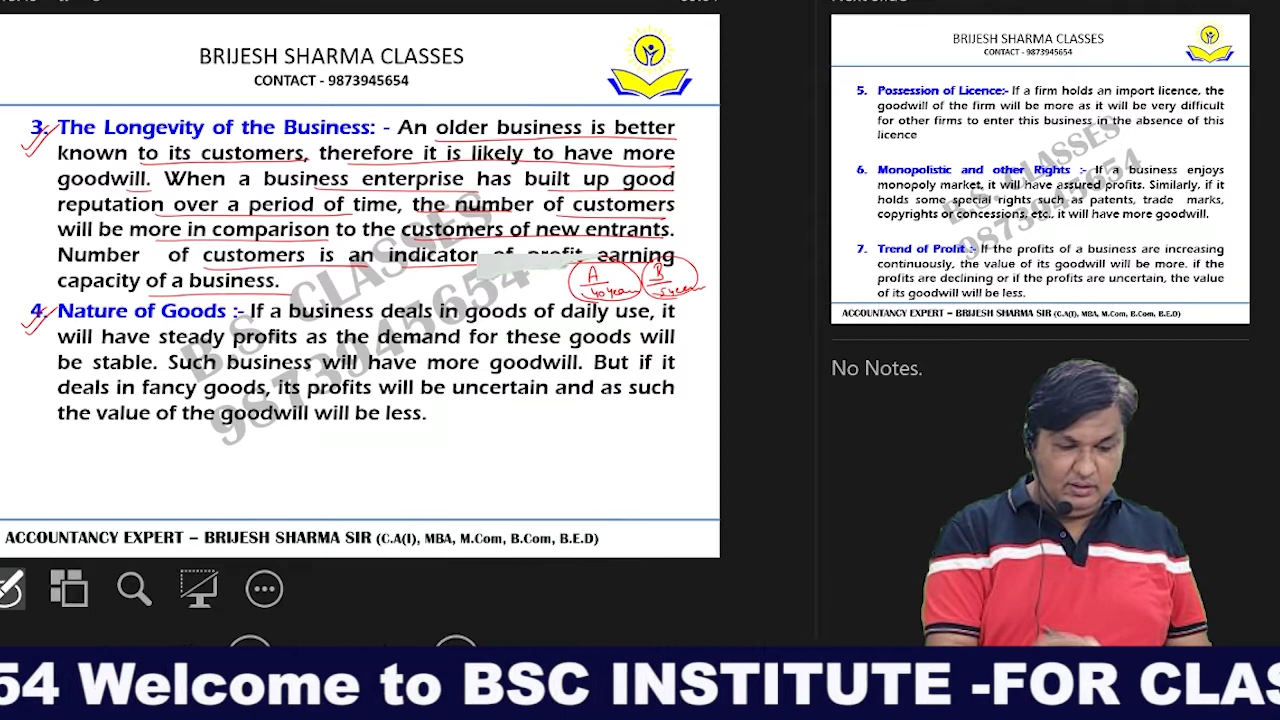 BRIJESH SHARMA CLASSES
CONTACT - 9873945654
3. The Longevity of the Business: - An older business is better
known to its customers, therefore it is likely to have more
goodwill. When a business enterprise has built up good
reputation over a period of time, the number of customers
will be more in comparison to the customers of new entrants.
Number of customers is an indicator of profit earning
capacity of a business.
A
B
4. Nature of Goods :- If a business deals in goods of daily use, it
will have steady profits as the demand for these goods will
be stable. Such business will have more goodwill. But if it
deals in fancy goods, its profits will be uncertain and as such
the value of the goodwill will be less.
B.S. CLASSES
9873045654
ACCOUNTANCY EXPERT – BRIJESH SHARMA SIR (C.A(I), MBA, M.Com, B.Com, B.E.D)
BRIJESH SHARMA CLASSES
CONTACT - 9873945654
5. Possession of Licence:- If a firm holds an import licence, the
goodwill of the firm will be more as it will be very difficult
for other firms to enter this business in the absence of this
licence
6. Monopolistic and other Rights :- If a business enjoys
monopoly market, it will have assured profits. Similarly, if it
holds some special rights such as patents, trade marks,
copyrights or concessions, etc., it will have more goodwill.
7. Trend of Profit :- If the profits of a business are increasing
continuously, the value of its goodwill will be more. if the
profits are declining or if the profits are uncertain, the value
of its goodwill will be less.
B.S. CLASSES
9873045654
ACCOUNTANCY EXPERT – BRIJESH SHARMA SIR (C.A(I), MBA, M.Com, B.Com, B.E.D)
No Notes.
54 Welcome to BSC INSTITUTE -FOR CLAS